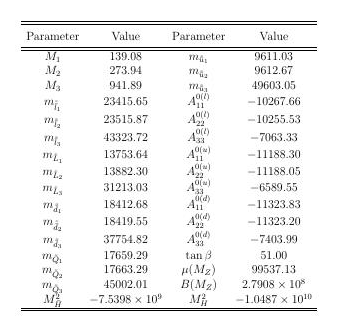 Parameter Value Parameter Value
M_1 139.08 m_{\tilde{u}_1} 9611.03
M_2 273.94 m_{\tilde{u}_2} 9612.67
M_3 941.89 m_{\tilde{u}_3} 49603.05
m_{\tilde{l}_1} 23415.65 A_{11}^{0(l)} −10267.66
m_{\tilde{l}_2} 23515.87 A_{22}^{0(l)} −10255.53
m_{\tilde{l}_3} 43323.72 A_{33}^{0(l)} −7063.33
m_{\tilde{L}_1} 13753.64 A_{11}^{0(u)} −11188.30
m_{\tilde{L}_2} 13882.30 A_{22}^{0(u)} −11188.05
m_{\tilde{L}_3} 31213.03 A_{33}^{0(u)} −6589.55
m_{\tilde{d}_1} 18412.68 A_{11}^{0(d)} −11323.83
m_{\tilde{d}_2} 18419.55 A_{22}^{0(d)} −11323.20
m_{\tilde{d}_3} 37754.82 A_{33}^{0(d)} −7403.99
m_{\tilde{Q}_1} 17659.29 tan β 51.00
m_{\tilde{Q}_2} 17663.29 μ(M_Z) 99537.13
m_{\tilde{Q}_3} 45002.01 B(M_Z) 2.7908 × 10^8
M_{\bar{H}}^2 −7.5398 × 10^9 M_H^2 −1.0487 × 10^{10}